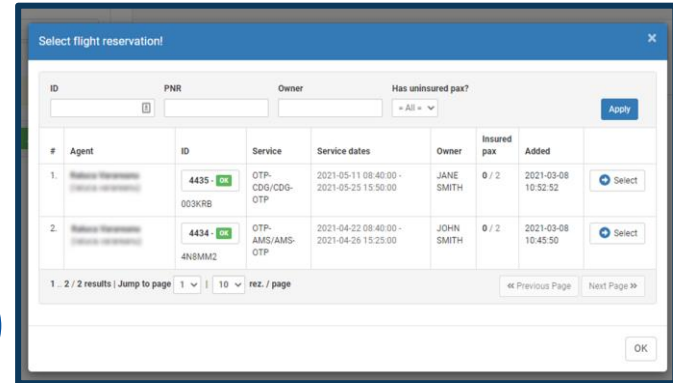 Select flight reservation! ×
ID PNR Owner Has uninsured pax?
« All » Apply
# Agent ID Service Service dates Owner Insured pax Added
1. 4435 - OK 003KRB OTP-CDG/CDG-OTP 2021-05-11 08:40:00 - 2021-05-25 15:50:00 JANE SMITH 0 / 2 2021-03-08 10:52:52 Select
2. 4434 - OK 4N8MM2 OTP-AMS/AMS-OTP 2021-04-22 08:40:00 - 2021-04-26 15:25:00 JOHN SMITH 0 / 2 2021-03-08 10:45:50 Select
1 .. 2 / 2 results | Jump to page 1 | 10 rez. / page « Previous Page Next Page »
OK